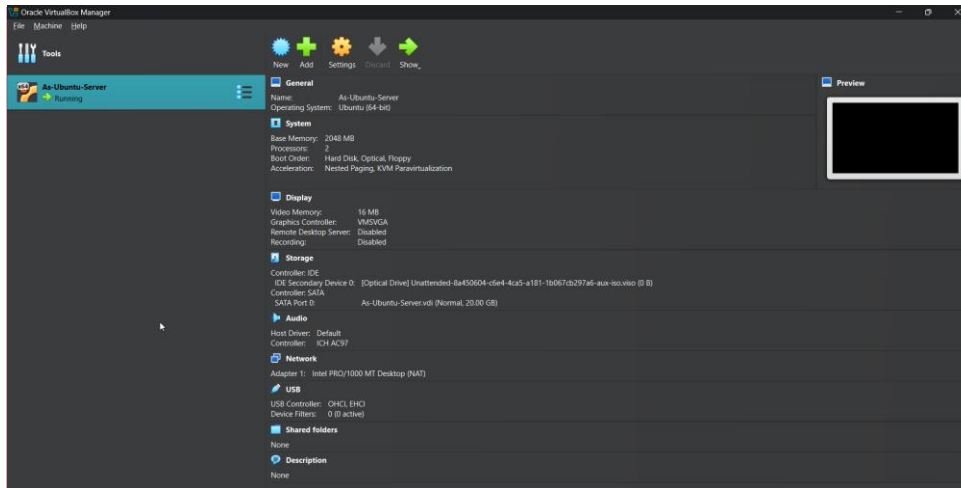 Oracle VirtualBox Manager
File Machine Help
Tools
New Add Settings Discard Show
As-Ubuntu-Server
Running
General
Name: As-Ubuntu-Server
Operating System: Ubuntu (64-bit)
System
Base Memory: 2048 MB
Processors: 2
Boot Order: Hard Disk, Optical, Floppy
Acceleration: Nested Paging, KVM Paravirtualization
Display
Video Memory: 16 MB
Graphics Controller: VMSVGA
Remote Desktop Server: Disabled
Recording: Disabled
Storage
Controller: IDE
IDE Secondary Device 0: [Optical Drive] Unattended-8a450604-c6e4-4ca5-a181-1b067cb297a6-aux-iso.viso (0 B)
Controller: SATA
SATA Port 0: As-Ubuntu-Server.vdi (Normal, 20.00 GB)
Audio
Host Driver: Default
Controller: ICH AC97
Network
Adapter 1: Intel PRO/1000 MT Desktop (NAT)
USB
USB Controller: OHCI, EHCI
Device Filters: 0 (0 active)
Shared folders
None
Description
None
Preview